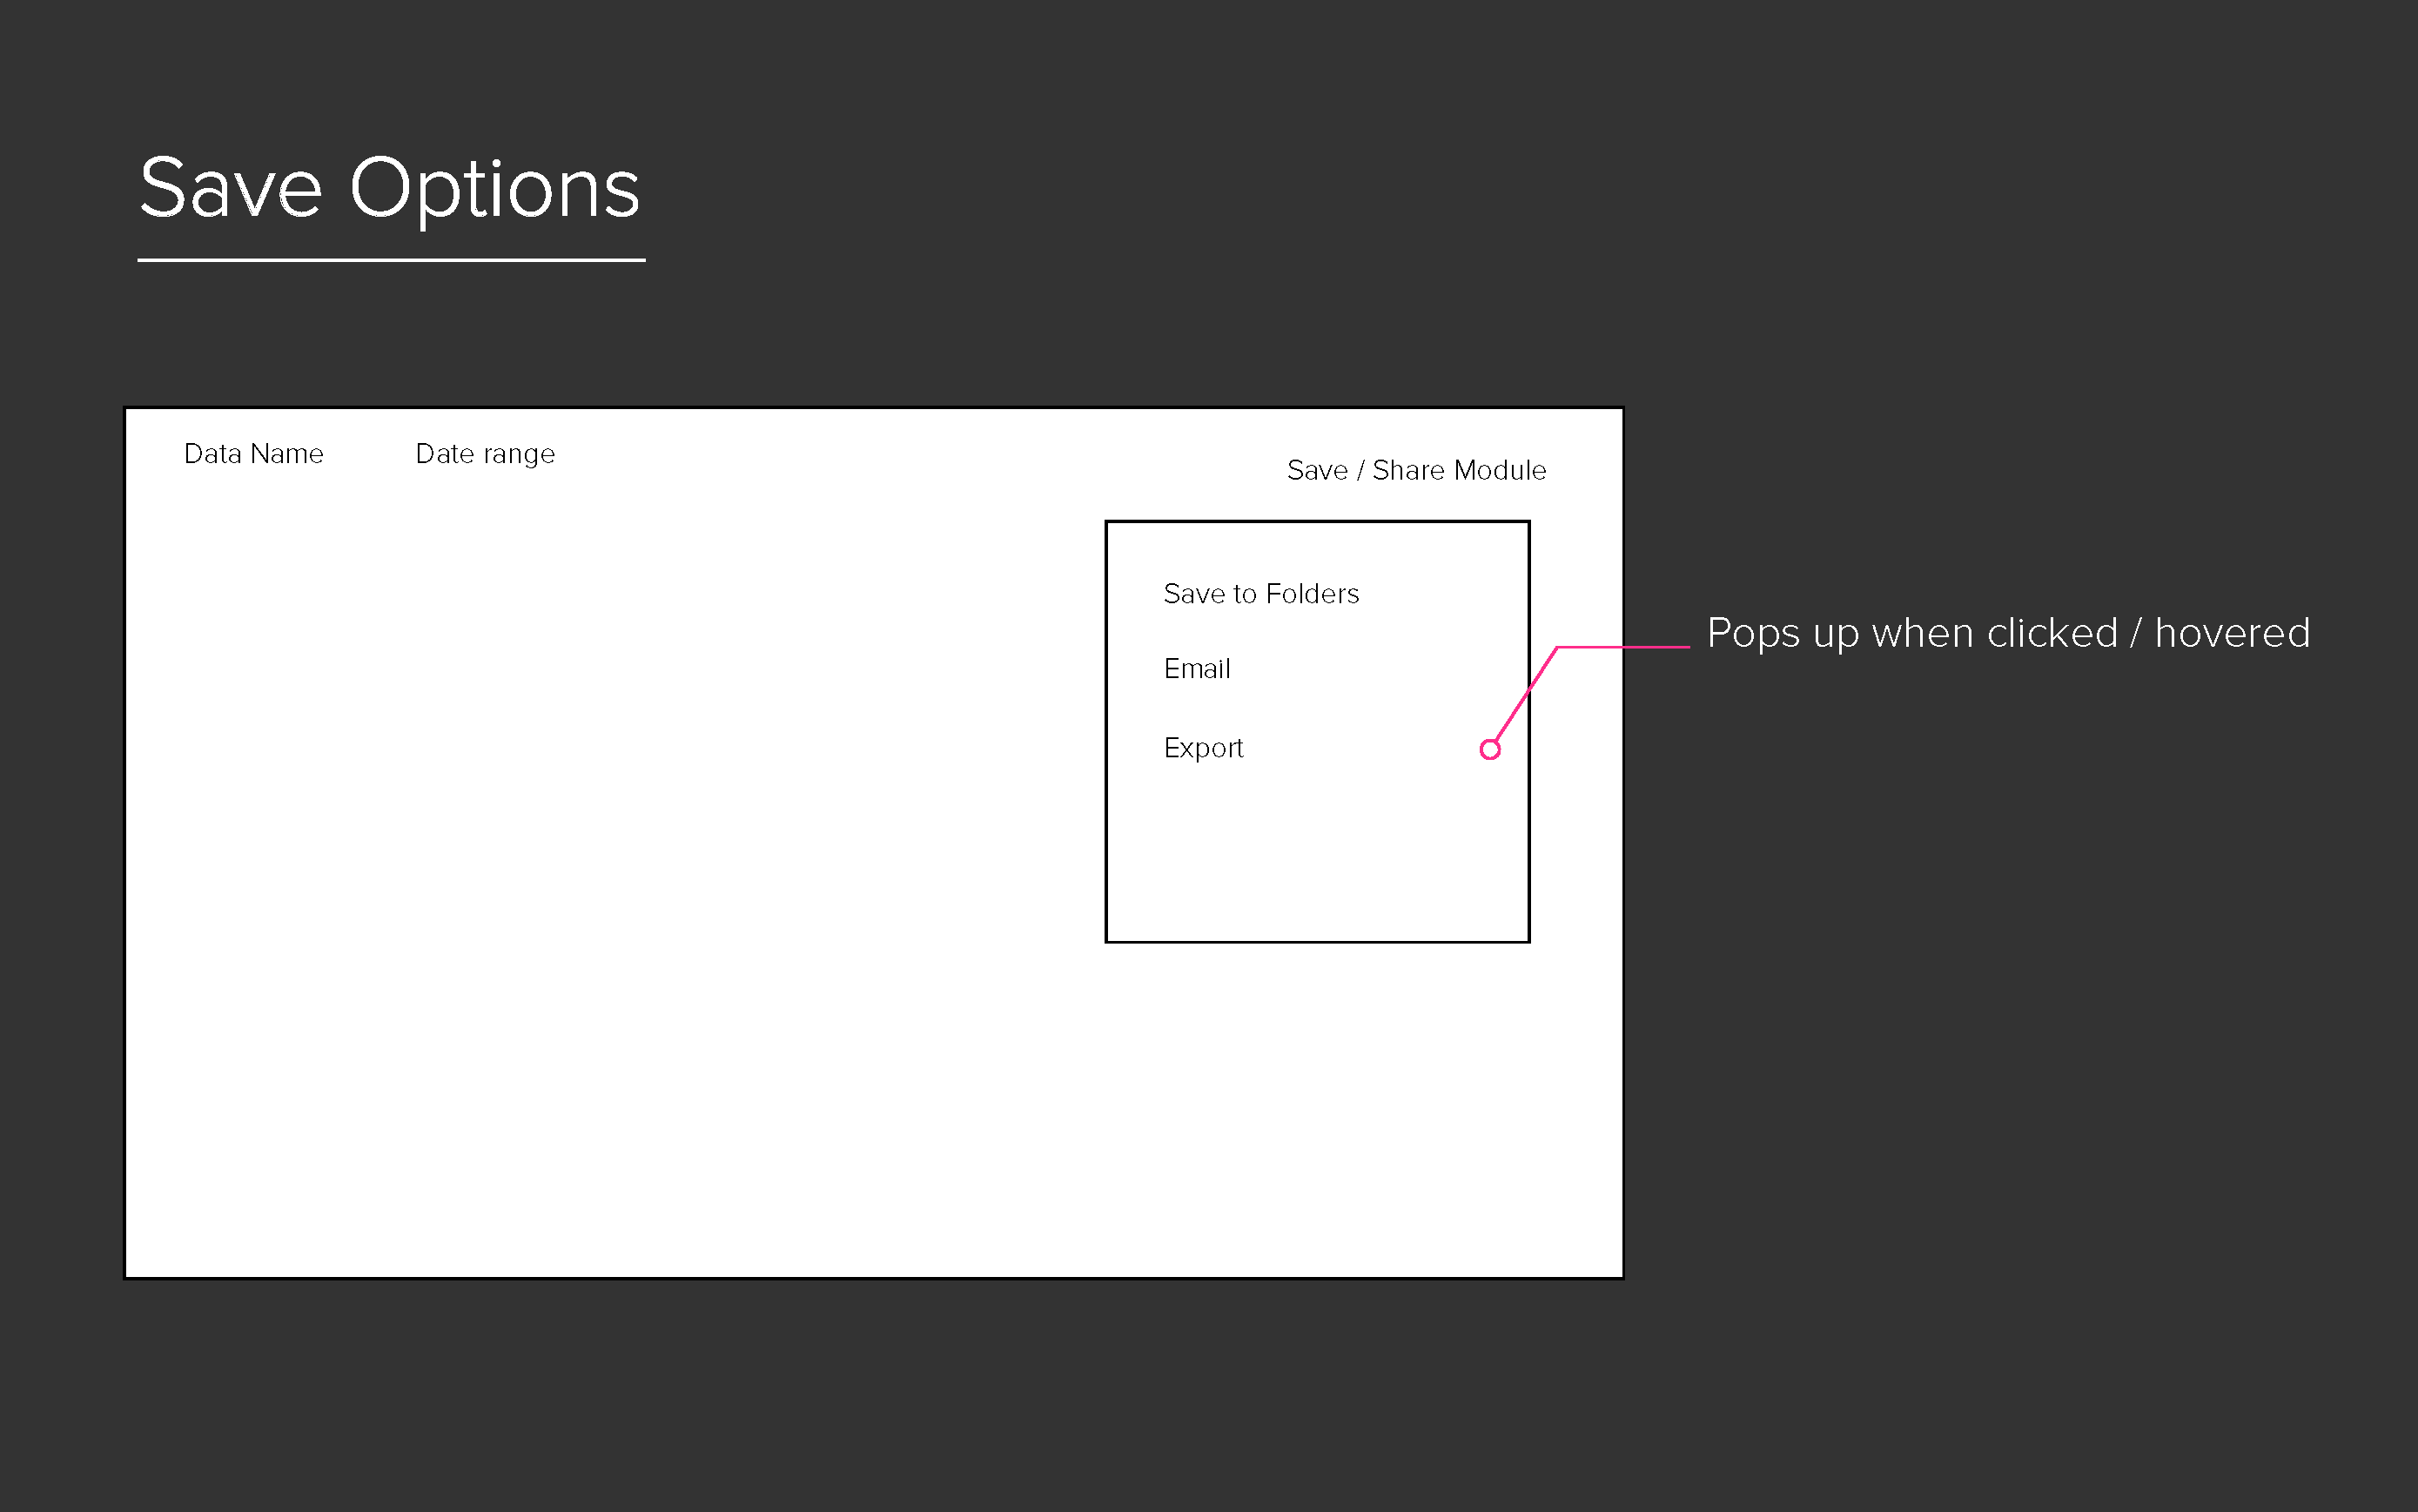 Save Options
Data Name
Date range
Save / Share Module
Save to Folders
Email
Export
Pops up when clicked / hovered